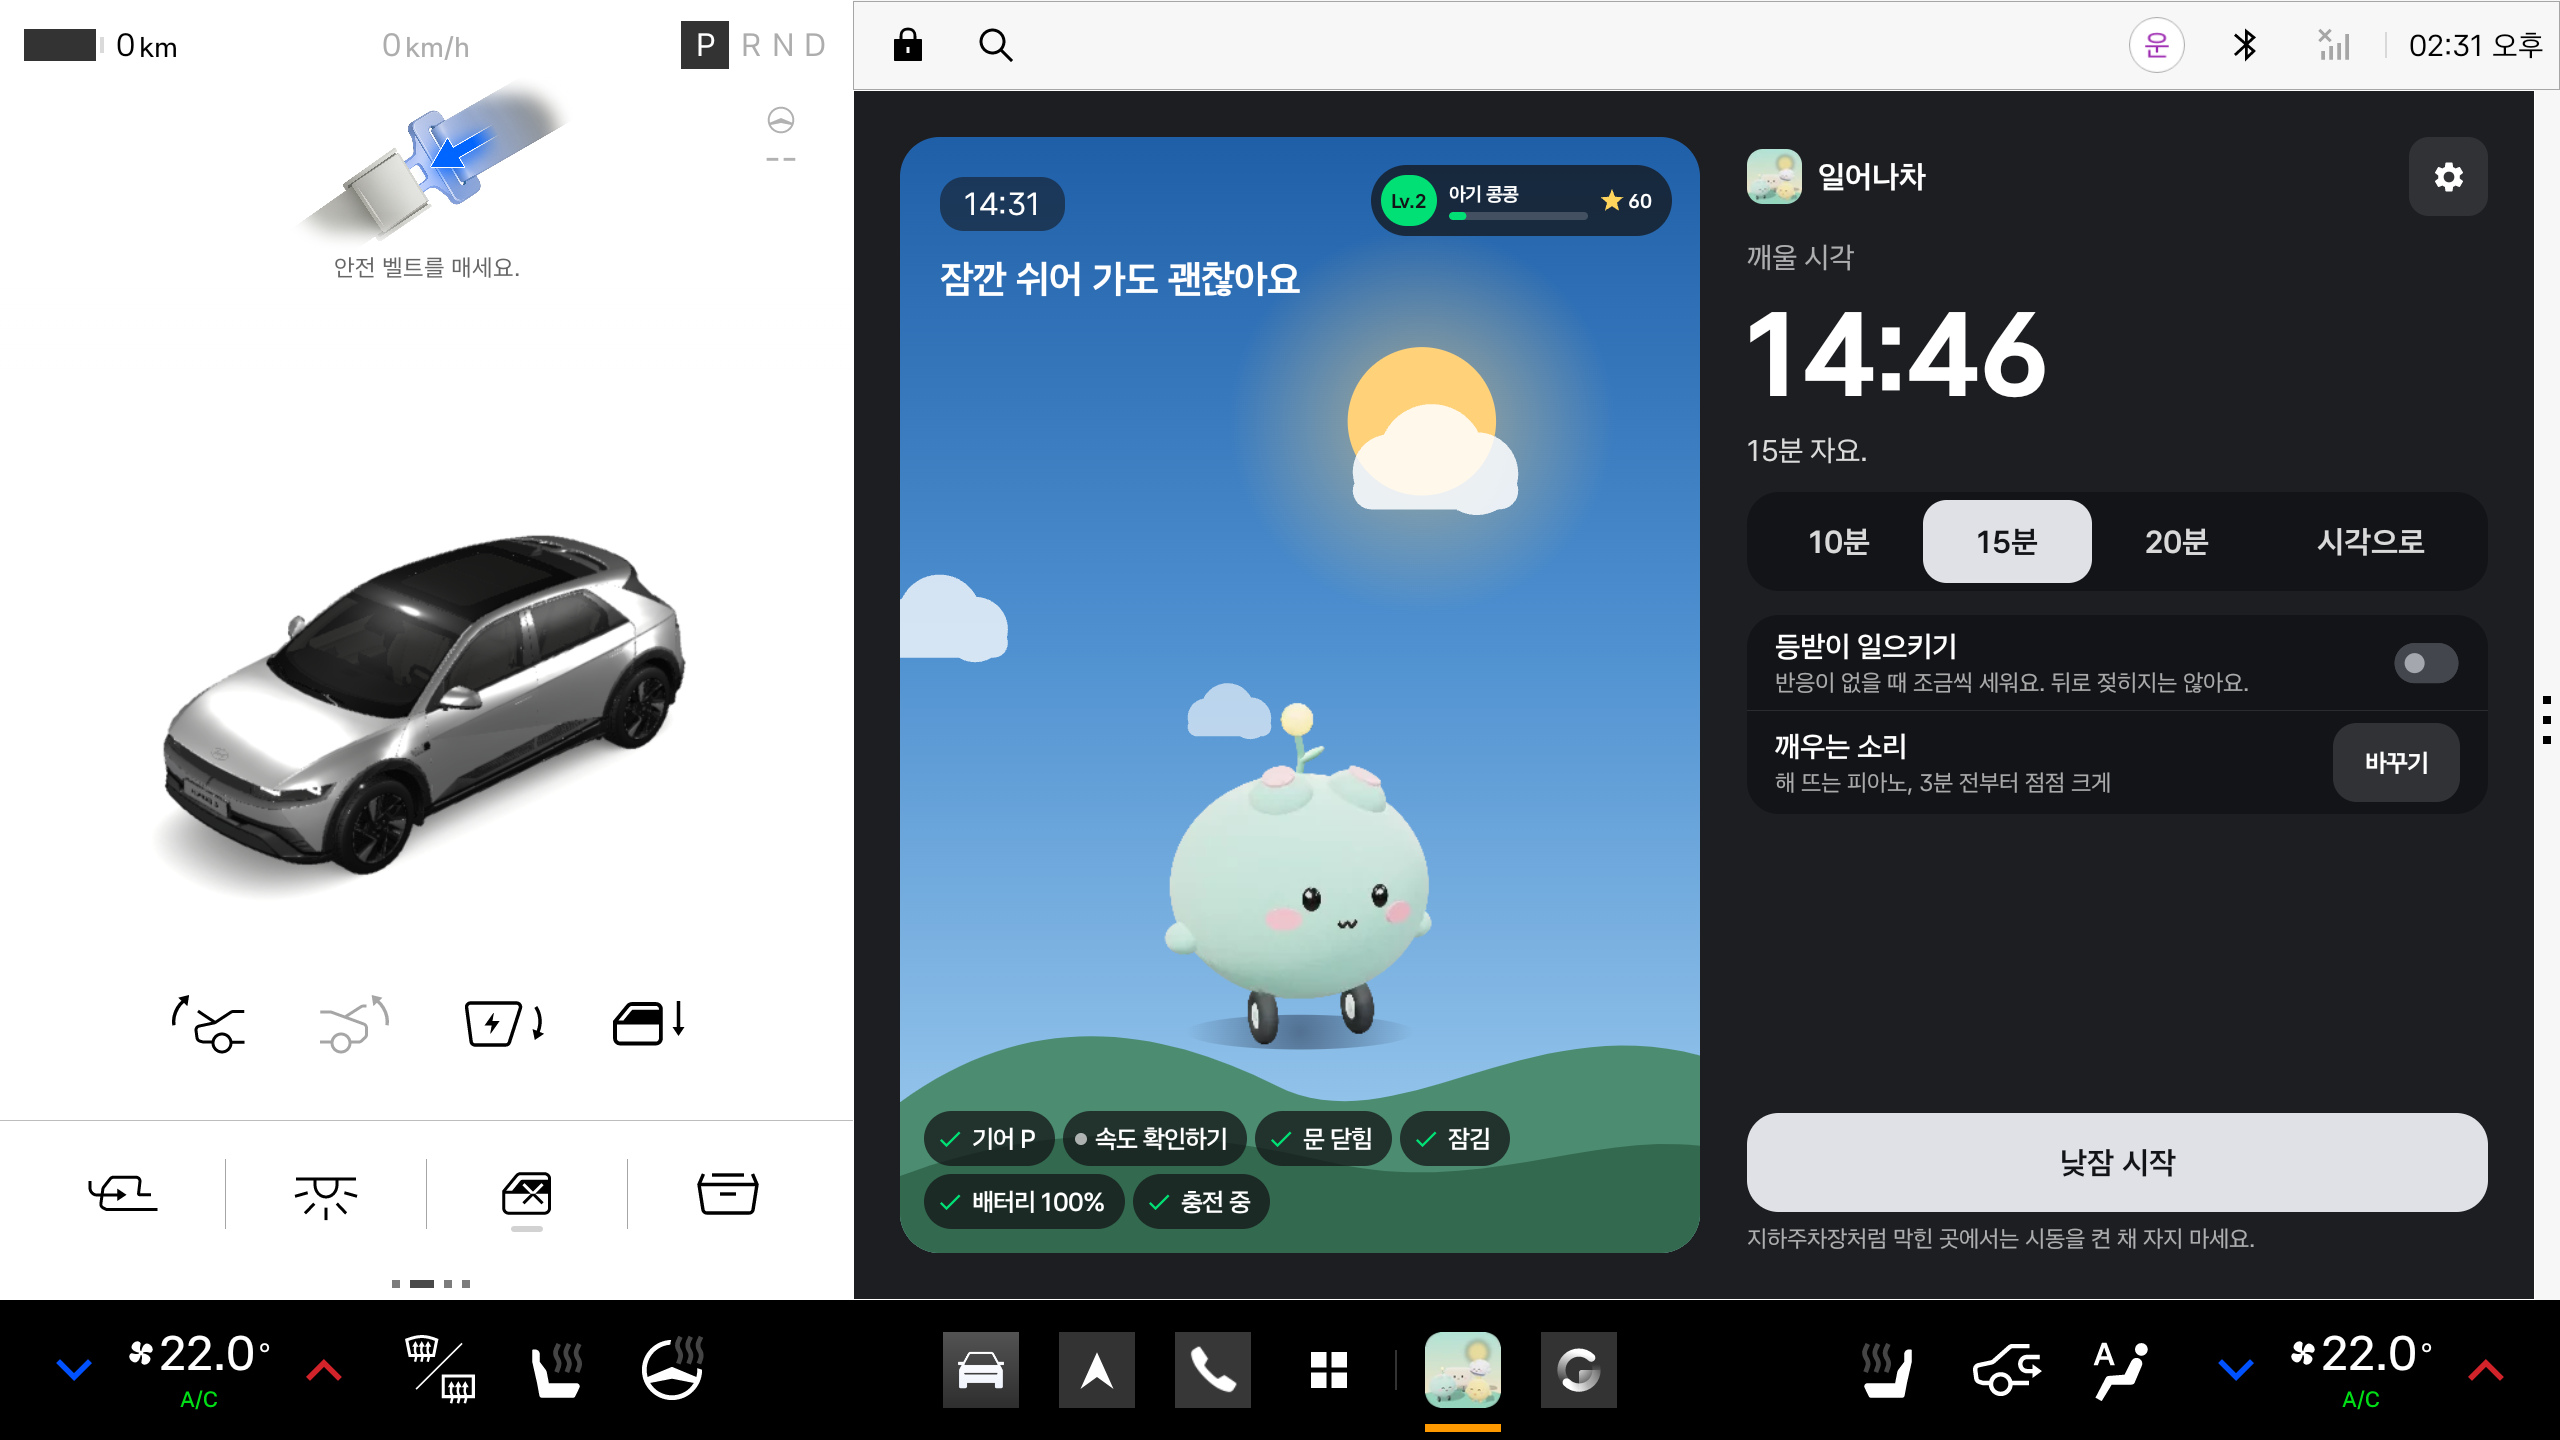 0 km
0 km/h
P R N D
안전 벨트를 매세요.
운
02:31 오후
14:31
Lv.2
아기 콩콩
60
잠깐 쉬어 가도 괜찮아요
기어 P
속도 확인하기
문 닫힘
잠김
배터리 100%
충전 중
일어나차
깨울 시각
14:46
15분 자요.
10분
15분
20분
시각으로
등받이 일으키기
반응이 없을 때 조금씩 세워요. 뒤로 젖히지는 않아요.
깨우는 소리
해 뜨는 피아노, 3분 전부터 점점 크게
바꾸기
낮잠 시작
지하주차장처럼 막힌 곳에서는 시동을 켠 채 자지 마세요.
22.0°
A/C
A
22.0°
A/C